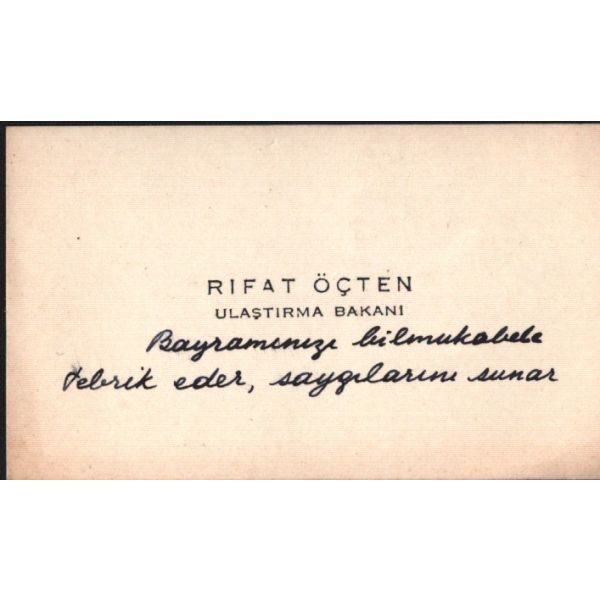 RIFAT ÖÇTEN
ULAŞTIRMA BAKANI
Bayramınızı bilmukabele
tebrik eder, saygılarını sunar